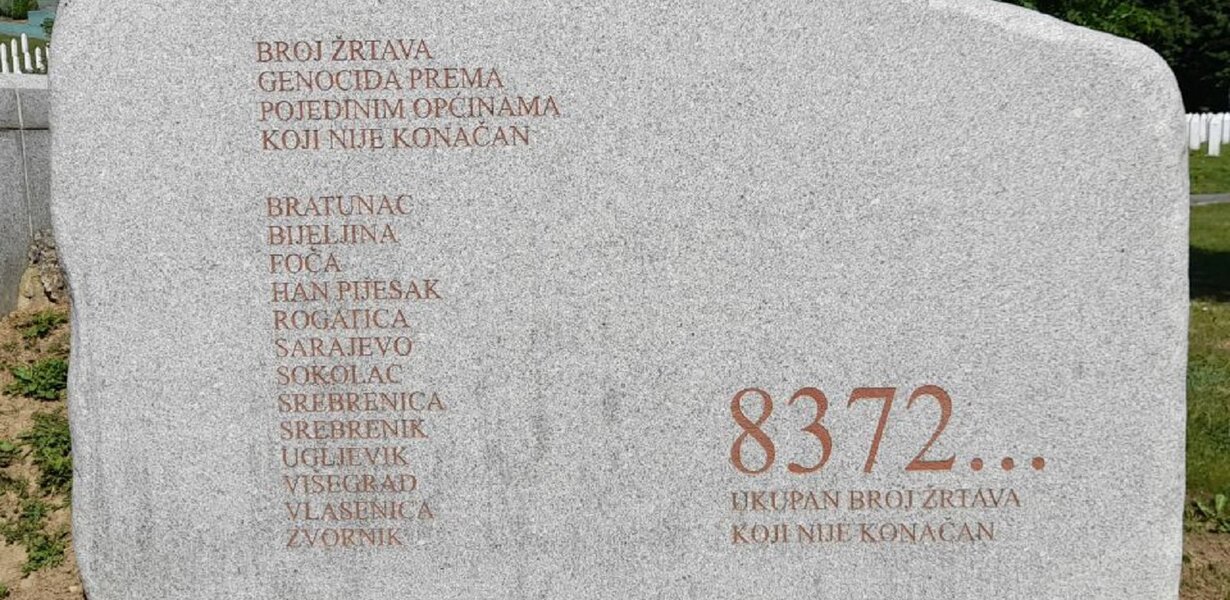 BROJ ŽRTAVA
GENOCIDA PREMA
POJEDINIM OPĆINAMA
KOJI NIJE KONAČAN
BRATUNAC
BIJELJINA
FOČA
HAN PIJESAK
ROGATICA
SARAJEVO
SOKOLAC
SREBRENICA
SREBRENIK
UGLJEVIK
VIŠEGRAD
VLASENICA
ZVORNIK
8372...
UKUPAN BROJ ŽRTAVA
KOJI NIJE KONAČAN